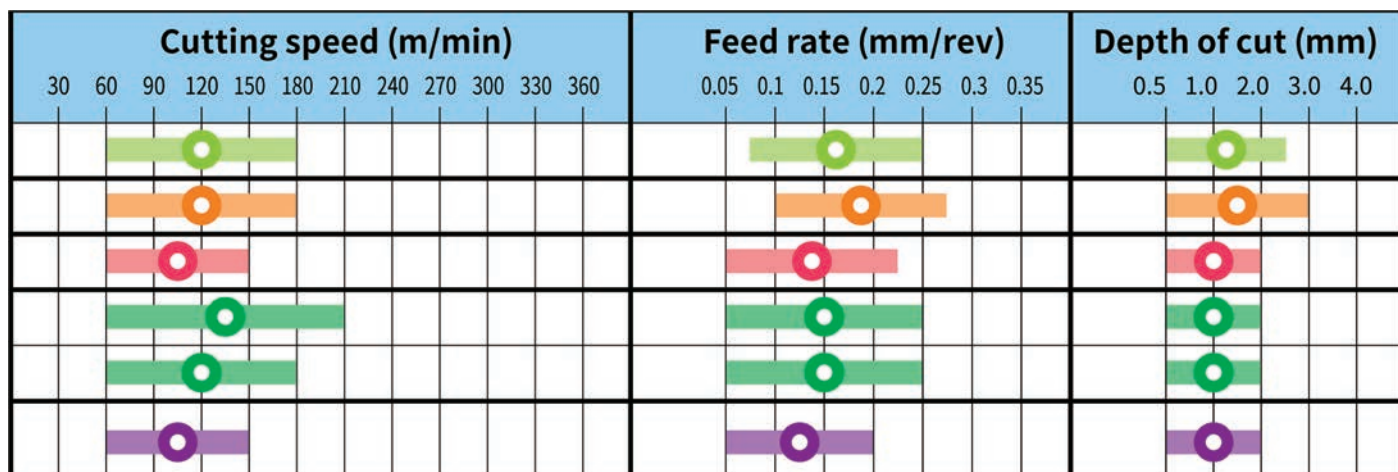 Cutting speed (m/min) Feed rate (mm/rev) Depth of cut (mm)
30 60 90 120 150 180 210 240 270 300 330 360 0.05 0.1 0.15 0.2 0.25 0.3 0.35 0.5 1.0 2.0 3.0 4.0